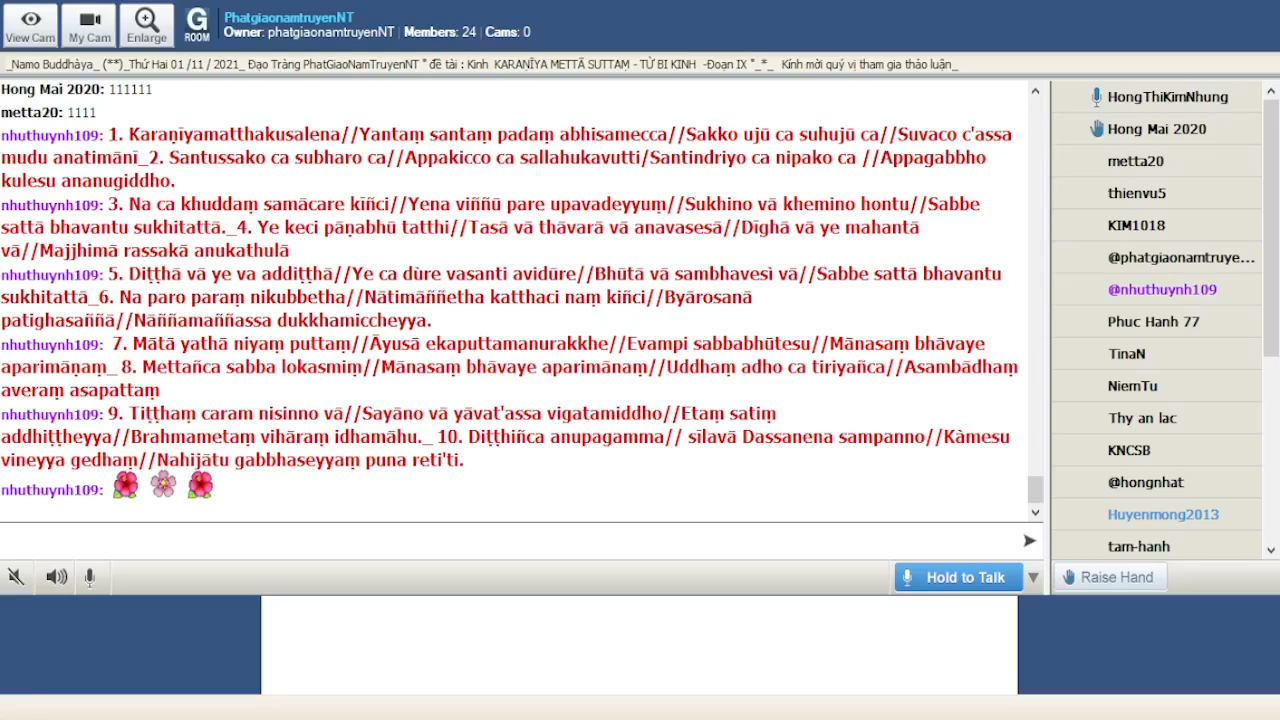 View Cam
My Cam
Enlarge
G
ROOM
PhatgiaonamtruyenNT
Owner: phatgiaonamtruyenNT | Members: 24 | Cams: 0
_Namo Buddhàya_ (**)_Thứ Hai 01 /11 / 2021_ Đạo Tràng PhatGiaoNamTruyenNT " đề tài : Kinh KARAṆĪYA METTĀ SUTTAṂ - TỪ BI KINH -Đoạn IX "_*_ Kính mời quý vị tham gia thảo luận_
Hong Mai 2020: 111111
metta20: 1111
nhuthuynh109: 1. Karaṇīyamatthakusalena//Yantaṃ santaṃ padaṃ abhisamecca//Sakko ujū ca suhujū ca//Suvaco c'assa
mudu anatimānī_2. Santussako ca subharo ca//Appakicco ca sallahukavutti/Santindriyo ca nipako ca //Appagabbho
kulesu ananugiddho.
nhuthuynh109: 3. Na ca khuddaṃ samācare kīñci//Yena viññū pare upavadeyyuṃ//Sukhino vā khemino hontu//Sabbe
sattā bhavantu sukhitattā._4. Ye keci pāṇabhū tatthi//Tasā vā thāvarā vā anavasesā//Dīghā vā ye mahantā
vā//Majjhimā rassakā anukathulā
nhuthuynh109: 5. Diṭṭhā vā ye va addiṭṭhā//Ye ca dùre vasanti avidūre//Bhūtā vā sambhavesì vā//Sabbe sattā bhavantu
sukhitattā_6. Na paro paraṃ nikubbetha//Nātimāññetha katthaci naṃ kiñci//Byārosanā
patighasaññā//Nāññamaññassa dukkhamiccheyya.
nhuthuynh109: 7. Mātā yathā niyaṃ puttaṃ//Āyusā ekaputtamanurakkhe//Evampi sabbabhūtesu//Mānasaṃ bhāvaye
aparimāṇaṃ_ 8. Mettañca sabba lokasmiṃ//Mānasaṃ bhāvaye aparimānaṃ//Uddhaṃ adho ca tiriyañca//Asambādhaṃ
averaṃ asapattaṃ
nhuthuynh109: 9. Tiṭṭhaṃ caram nisinno vā//Sayāno vā yāvat'assa vigatamiddho//Etaṃ satiṃ
addhiṭṭheyya//Brahmametaṃ vihāraṃ idhamāhu._ 10. Diṭṭhiñca anupagamma// sīlavā Dassanena sampanno//Kàmesu
vineyya gedhaṃ//Nahijātu gabbhaseyyaṃ puna reti'ti.
nhuthuynh109:
Hold to Talk
HongThiKimNhung
Hong Mai 2020
metta20
thienvu5
KIM1018
@phatgiaonamtruye...
@nhuthuynh109
Phuc Hanh 77
TinaN
NiemTu
Thy an lac
KNCSB
@hongnhat
Huyenmong2013
tam-hanh
Raise Hand